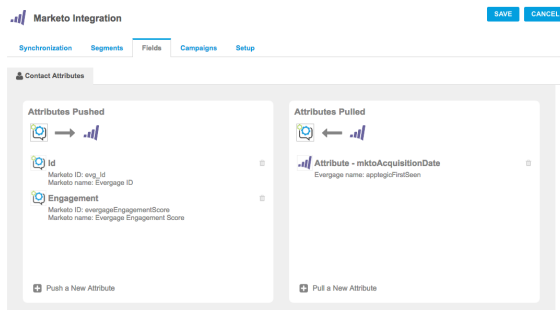 Marketo Integration
SAVE
CANCEL
Synchronization
Segments
Fields
Campaigns
Setup
Contact Attributes
Attributes Pushed
Id
Marketo ID: evg_Id
Marketo name: Evergage ID
Engagement
Marketo ID: evergageEngagementScore
Marketo name: Evergage Engagement Score
Push a New Attribute
Attributes Pulled
Attribute - mktoAcquisitionDate
Evergage name: apptegicFirstSeen
Pull a New Attribute